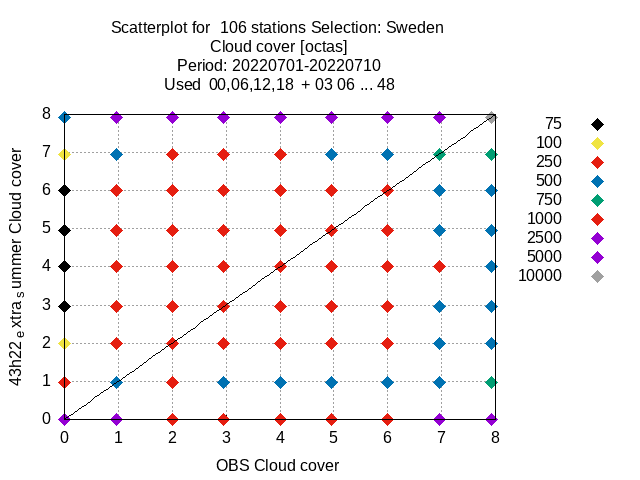 Scatterplot for 106 stations Selection: Sweden
Cloud cover [octas]
Period: 20220701-20220710
Used 00,06,12,18 + 03 06 ... 48
43h22 e xtra s ummer Cloud cover
8
7
6
5
4
3
2
1
0
0 1 2 3 4 5 6 7 8
OBS Cloud cover
75
100
250
500
750
1000
2500
5000
10000